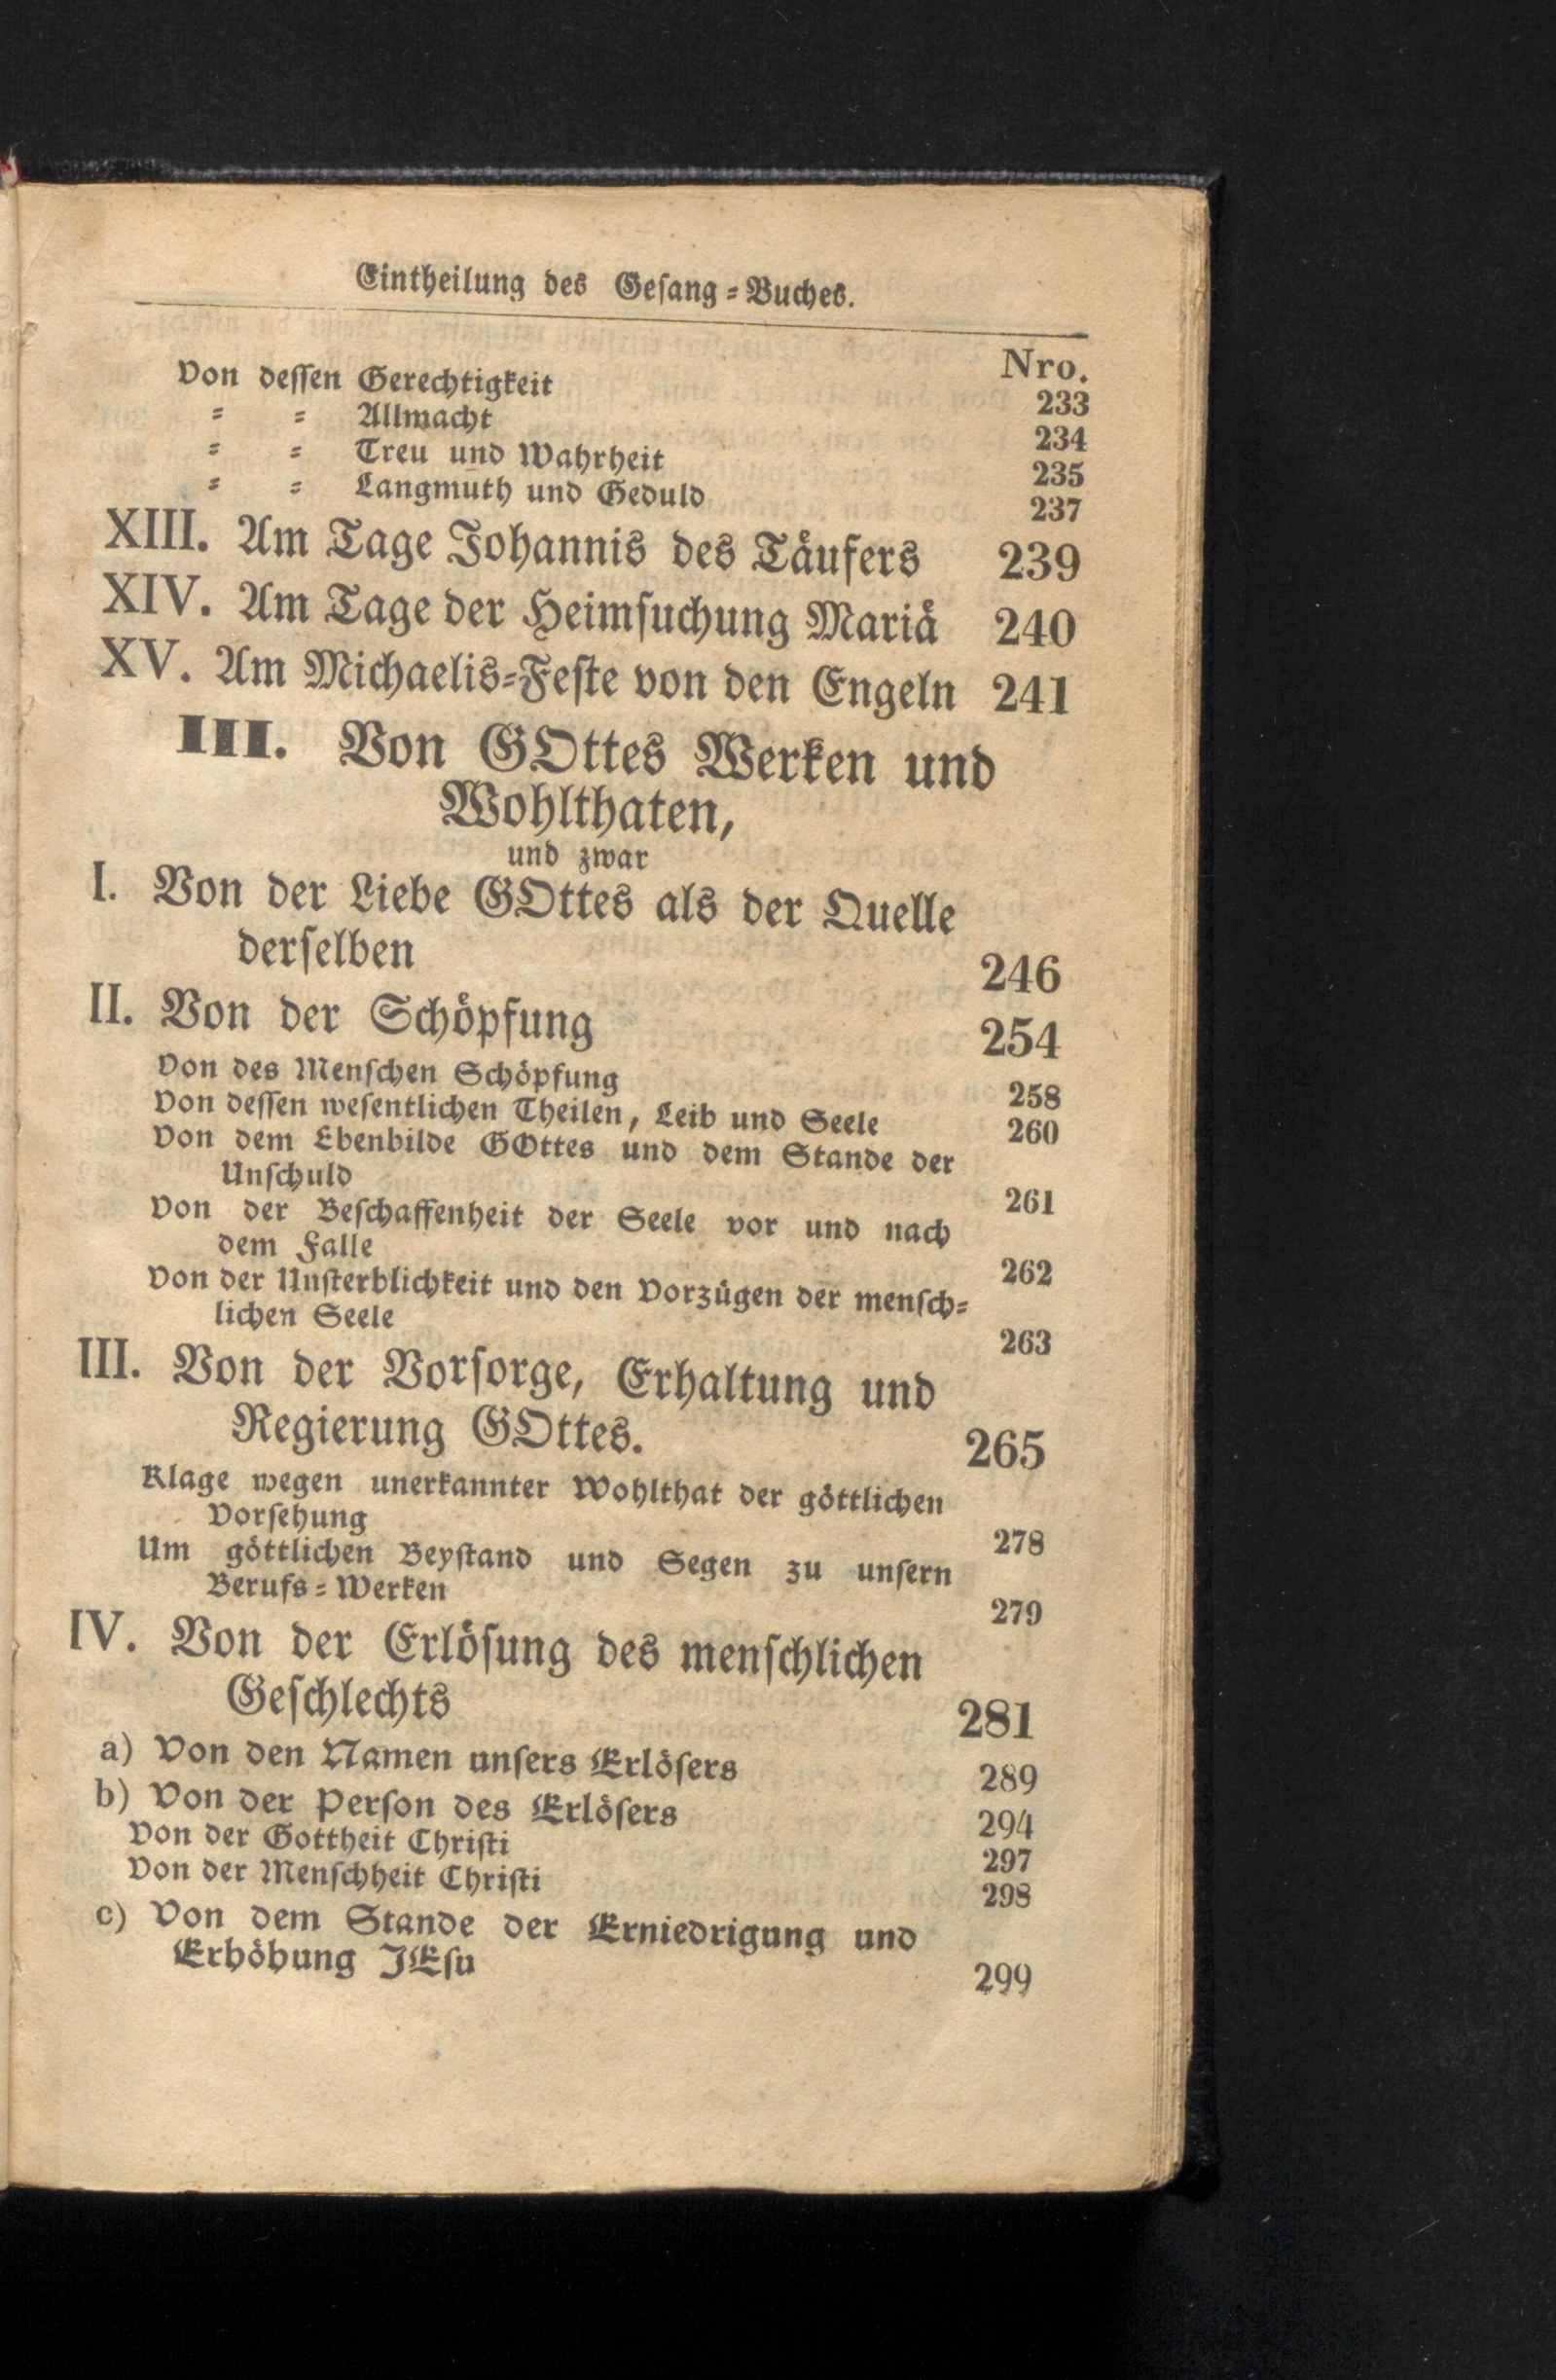 Eintheilung des Gesang=Buches.
Nro.
Von dessen Gerechtigkeit 233
= = Allmacht 234
= = Treu und Wahrheit 235
= = Langmuth und Geduld 237
XIII. Am Tage Johannis des Täufers 239
XIV. Am Tage der Heimsuchung Mariä 240
XV. Am Michaelis=Feste von den Engeln 241
III. Von GOttes Werken und
Wohlthaten,
und zwar
I. Von der Liebe GOttes als der Quelle
derselben 246
II. Von der Schöpfung 254
Von des Menschen Schöpfung 258
Von dessen wesentlichen Theilen, Leib und Seele 260
Von dem Ebenbilde GOttes und dem Stande der
Unschuld 261
Von der Beschaffenheit der Seele vor und nach
dem Falle 262
Von der Unsterblichkeit und den Vorzügen der mensch=
lichen Seele 263
III. Von der Vorsorge, Erhaltung und
Regierung GOttes. 265
Klage wegen unerkannter Wohlthat der göttlichen
Vorsehung 278
Um göttlichen Beystand und Segen zu unsern
Berufs=Werken 279
IV. Von der Erlösung des menschlichen
Geschlechts 281
a) Von den Namen unsers Erlösers 289
b) Von der Person des Erlösers 294
Von der Gottheit Christi 297
Von der Menschheit Christi 298
c) Von dem Stande der Erniedrigung und
Erhöhung JEsu 299